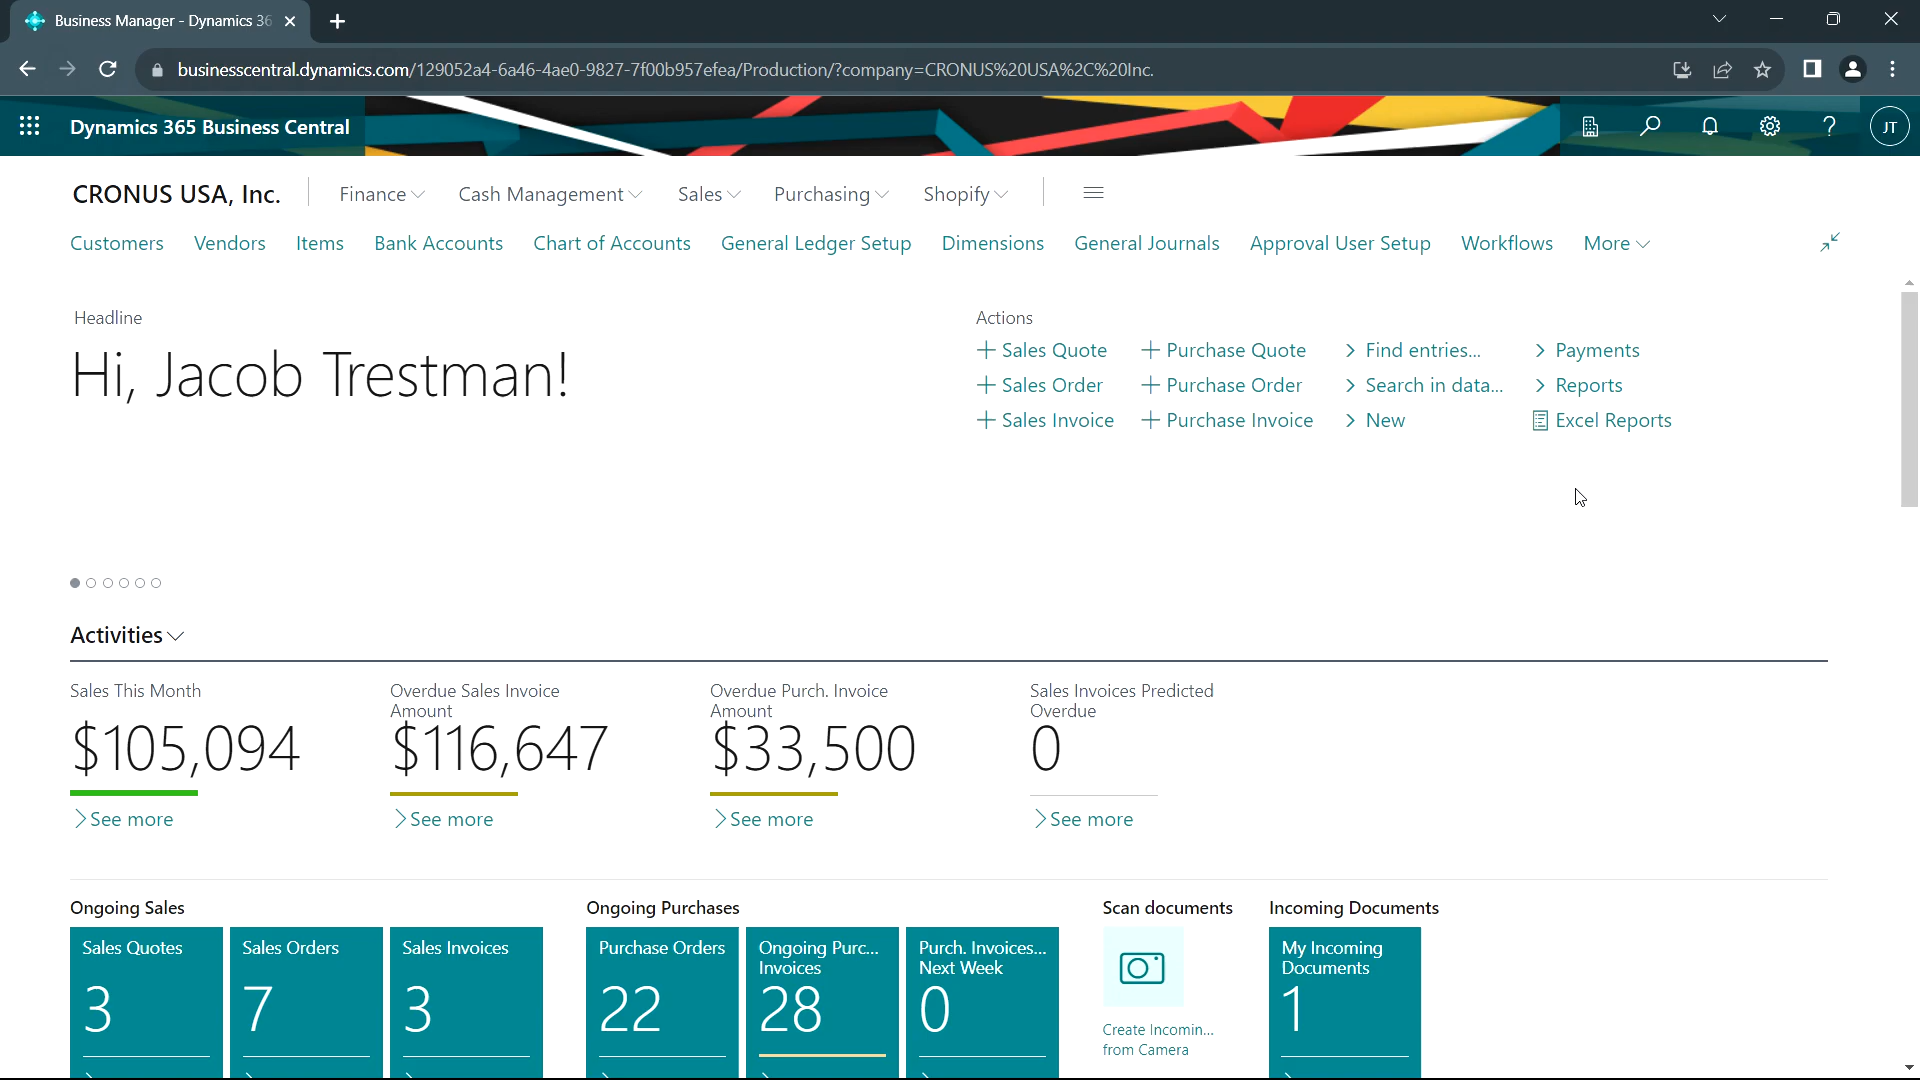 Business Manager - Dynamics 36
businesscentral.dynamics.com/129052a4-6a46-4ae0-9827-7f00b957efea/Production/?company=CRONUS%20USA%2C%20Inc.
Dynamics 365 Business Central
JT
CRONUS USA, Inc. Finance Cash Management Sales Purchasing Shopify
Customers Vendors Items Bank Accounts Chart of Accounts General Ledger Setup Dimensions General Journals Approval User Setup Workflows More
Headline
Hi, Jacob Trestman!
Actions
+ Sales Quote + Purchase Quote > Find entries... > Payments
+ Sales Order + Purchase Order > Search in data... > Reports
+ Sales Invoice + Purchase Invoice > New Excel Reports
Activities
Sales This Month
$105,094
>See more
Overdue Sales Invoice
Amount
$116,647
>See more
Overdue Purch. Invoice
Amount
$33,500
>See more
Sales Invoices Predicted
Overdue
0
>See more
Ongoing Sales
Sales Quotes
3
Sales Orders
7
Sales Invoices
3
Ongoing Purchases
Purchase Orders
22
Ongoing Purc...
Invoices
28
Purch. Invoices...
Next Week
0
Scan documents
Create Incomin...
from Camera
Incoming Documents
My Incoming
Documents
1